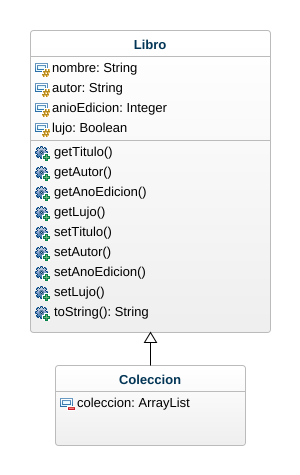 Libro
nombre: String
autor: String
anioEdicion: Integer
lujo: Boolean
getTitulo()
getAutor()
getAnoEdicion()
getLujo()
setTitulo()
setAutor()
setAnoEdicion()
setLujo()
toString(): String
Coleccion
coleccion: ArrayList